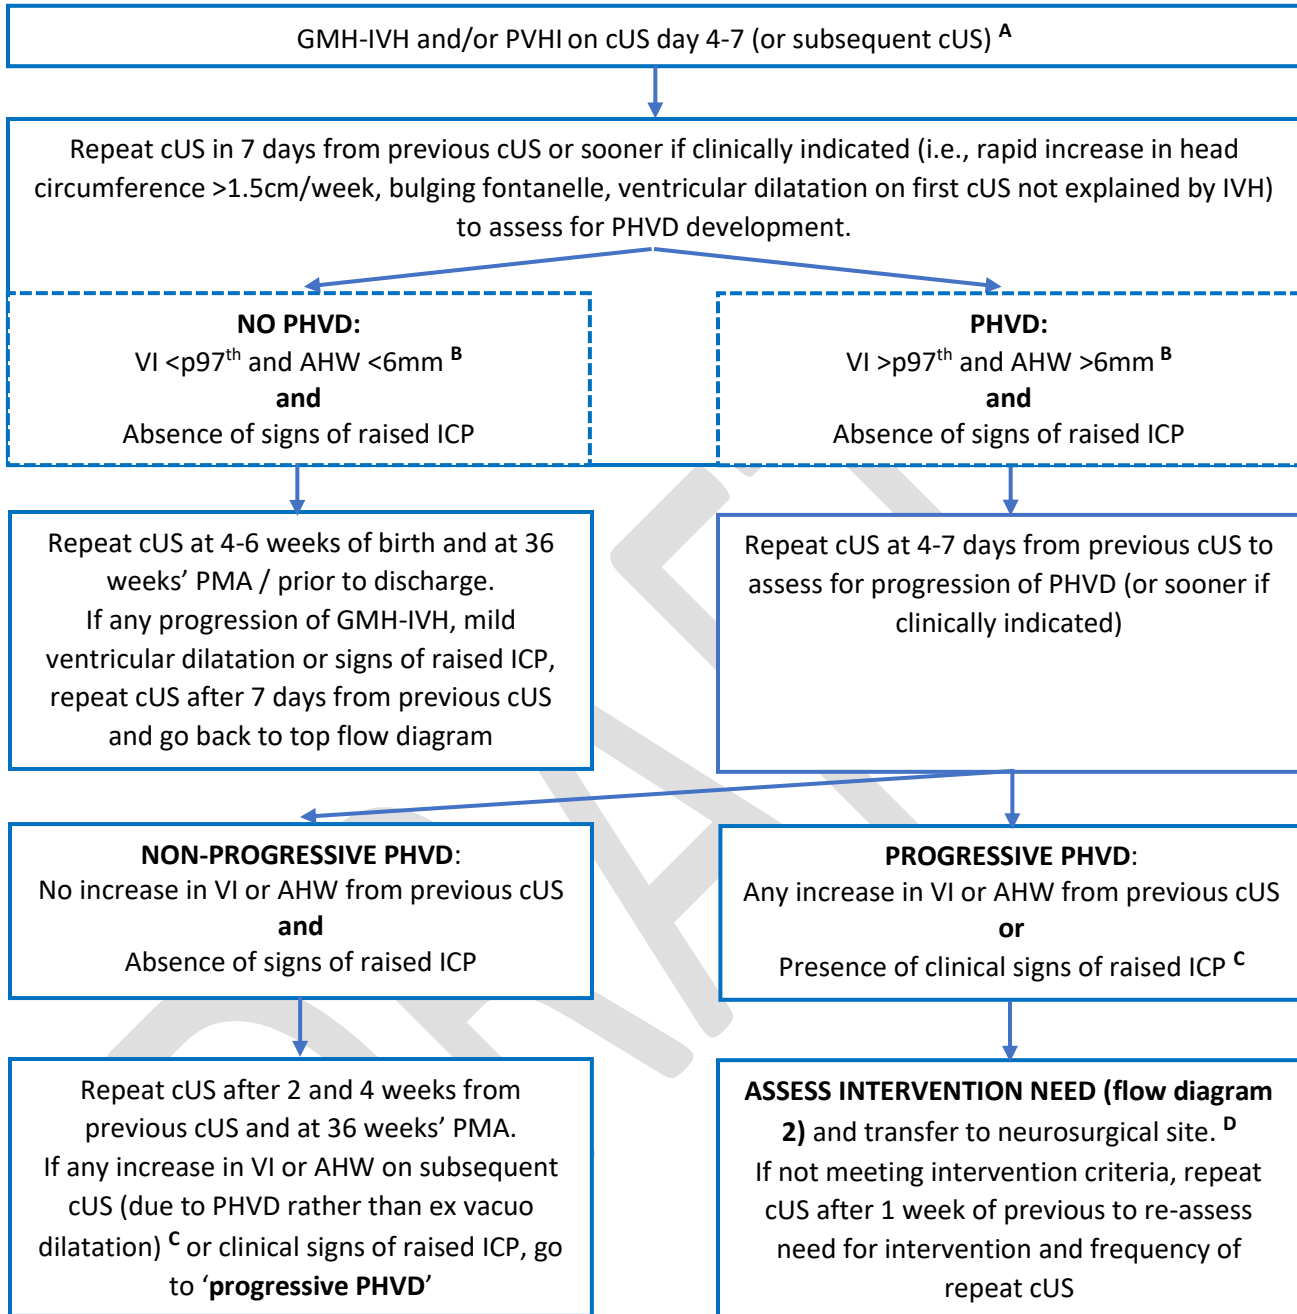 GMH-IVH and/or PVHI on cUS day 4-7 (or subsequent cUS) A
Repeat cUS in 7 days from previous cUS or sooner if clinically indicated (i.e., rapid increase in head
circumference >1.5cm/week, bulging fontanelle, ventricular dilatation on first cUS not explained by IVH)
to assess for PHVD development.
NO PHVD:
VI <p97th and AHW <6mm B
and
Absence of signs of raised ICP
PHVD:
VI >p97th and AHW >6mm B
and
Absence of signs of raised ICP
Repeat cUS at 4-6 weeks of birth and at 36
weeks’ PMA / prior to discharge.
If any progression of GMH-IVH, mild
ventricular dilatation or signs of raised ICP,
repeat cUS after 7 days from previous cUS
and go back to top flow diagram
Repeat cUS at 4-7 days from previous cUS to
assess for progression of PHVD (or sooner if
clinically indicated)
NON-PROGRESSIVE PHVD:
No increase in VI or AHW from previous cUS
and
Absence of signs of raised ICP
PROGRESSIVE PHVD:
Any increase in VI or AHW from previous cUS
or
Presence of clinical signs of raised ICP C
Repeat cUS after 2 and 4 weeks from
previous cUS and at 36 weeks’ PMA.
If any increase in VI or AHW on subsequent
cUS (due to PHVD rather than ex vacuo
dilatation) C or clinical signs of raised ICP, go
to ‘progressive PHVD’
ASSESS INTERVENTION NEED (flow diagram
2) and transfer to neurosurgical site. D
If not meeting intervention criteria, repeat
cUS after 1 week of previous to re-assess
need for intervention and frequency of
repeat cUS
DRAFT